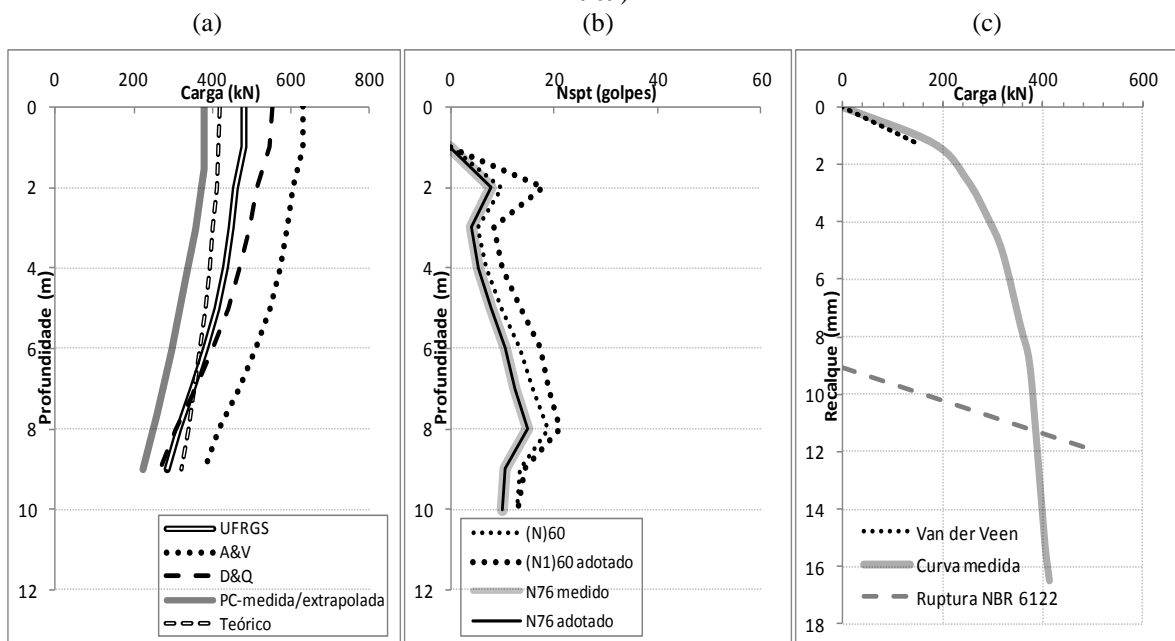 (a)
(b)
(c)
0 200 400 600 800
Carga (kN)
0
2
4
6
8
10
12
Profundidade (m)
UFRGS
A&V
D&Q
PC-medida/extrapolada
Teórico
0 20 40 60
Nspt (golpes)
0
2
4
6
8
10
12
Profundidade (m)
(N)60
(N1)60 adotado
N76 medido
N76 adotado
0 200 400 600
Carga (kN)
0
2
4
6
8
10
12
14
16
18
Recalque (mm)
Van der Veen
Curva medida
Ruptura NBR 6122